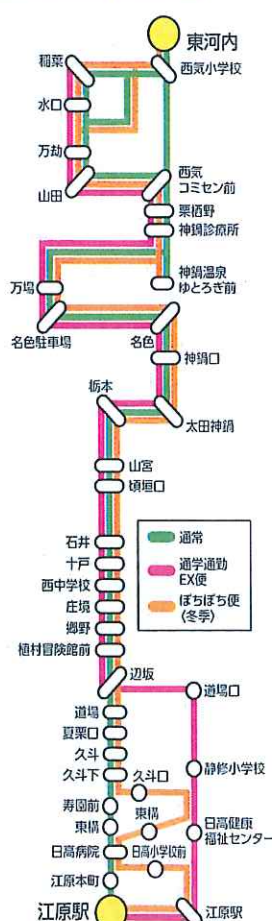 東河内
稲葉
西気小学校
水口
万劫
山田
西気
コミセン前
栗栖野
神鍋診療所
神鍋温泉
ゆとろぎ前
万場
名色駐車場
名色
神鍋口
栃本
太田神鍋
山宮
頃垣口
石井
十戸
西中学校
庄境
郷野
植村冒険館前
通常
通学通勤
EX便
ぽちぽち便
(冬季)
辺坂
道場口
道場
夏栗口
久斗
久斗下
静修小学校
久斗口
寿園前
東構
東構
日高健康
福祉センター
日高病院
日高小学校前
江原本町
江原駅
江原駅